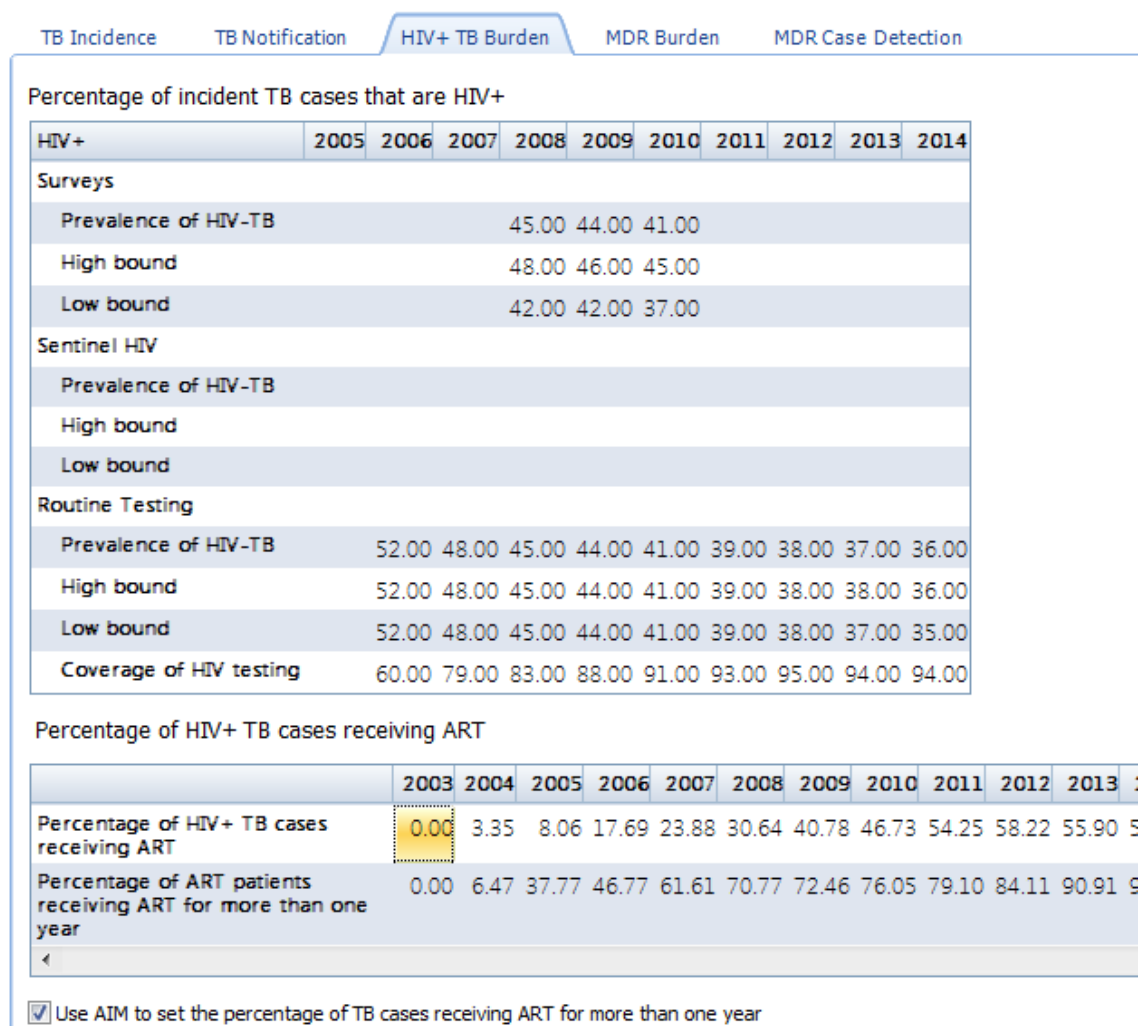 TB Incidence TB Notification HIV+ TB Burden MDR Burden MDR Case Detection
Percentage of incident TB cases that are HIV+
HIV+ 2005 2006 2007 2008 2009 2010 2011 2012 2013 2014
Surveys
Prevalence of HIV-TB 45.00 44.00 41.00
High bound 48.00 46.00 45.00
Low bound 42.00 42.00 37.00
Sentinel HIV
Prevalence of HIV-TB
High bound
Low bound
Routine Testing
Prevalence of HIV-TB 52.00 48.00 45.00 44.00 41.00 39.00 38.00 37.00 36.00
High bound 52.00 48.00 45.00 44.00 41.00 39.00 38.00 38.00 36.00
Low bound 52.00 48.00 45.00 44.00 41.00 39.00 38.00 37.00 35.00
Coverage of HIV testing 60.00 79.00 83.00 88.00 91.00 93.00 95.00 94.00 94.00
Percentage of HIV+ TB cases receiving ART
2003 2004 2005 2006 2007 2008 2009 2010 2011 2012 2013
Percentage of HIV+ TB cases 0.00 3.35 8.06 17.69 23.88 30.64 40.78 46.73 54.25 58.22 55.90
receiving ART
Percentage of ART patients 0.00 6.47 37.77 46.77 61.61 70.77 72.46 76.05 79.10 84.11 90.91
receiving ART for more than one
year
Use AIM to set the percentage of TB cases receiving ART for more than one year